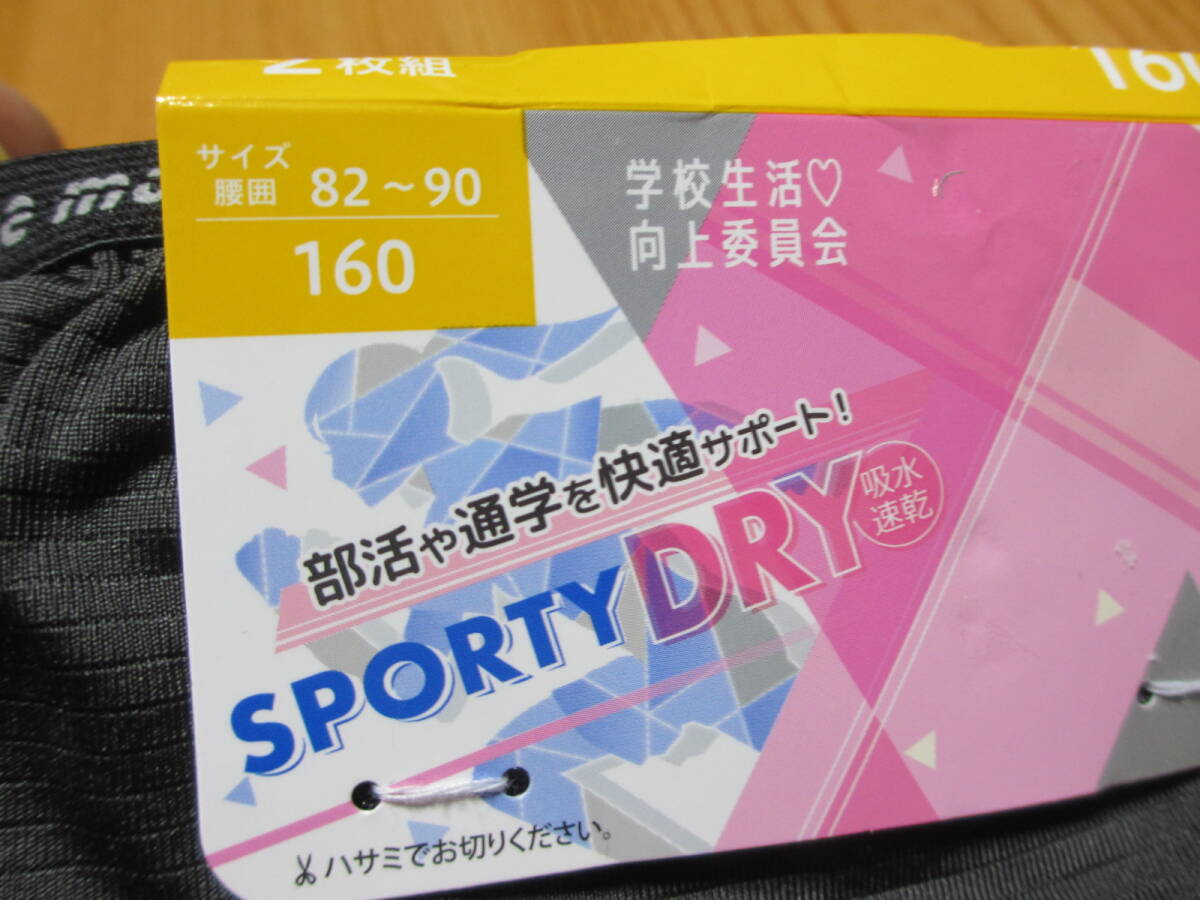 2枚組
160
サイズ
腰囲 82～90
160
学校生活♡
向上委員会
部活や通学を快適サポート!
SPORTY DRY
吸水
速乾
ハサミでお切りください。